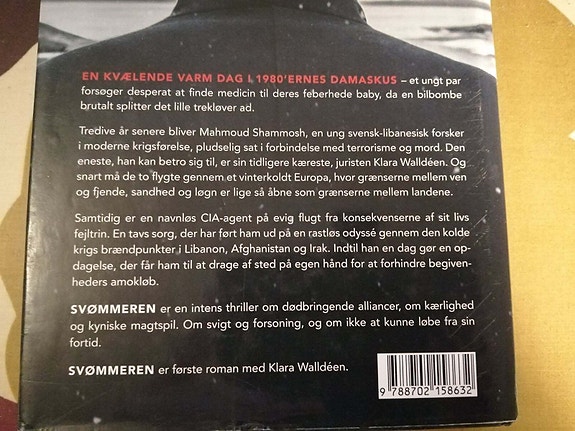 EN KVÆLENDE VARM DAG I 1980'ERNES DAMASKUS – et ungt par
forsøger desperat at finde medicin til deres feberhede baby, da en bilbombe
brutalt splitter det lille trekløver ad.
Tredive år senere bliver Mahmoud Shammosh, en ung svensk-libanesisk forsker
i moderne krigsførelse, pludselig sat i forbindelse med terrorisme og mord. Den
eneste, han kan betro sig til, er sin tidligere kæreste, juristen Klara Walldéen. Og
snart må de to flygte gennem et vinterkoldt Europa, hvor grænserne mellem ven
og fjende, sandhed og løgn er lige så åbne som grænserne mellem landene.
Samtidig er en navnløs CIA-agent på evig flugt fra konsekvenserne af sit livs
fejltrin. En tavs sorg, der har ført ham ud på en rastløs odyssé gennem den kolde
krigs brændpunkter i Libanon, Afghanistan og Irak. Indtil han en dag gør en op-
dagelse, der får ham til at drage af sted på egen hånd for at forhindre begiven-
heders amokløb.
SVØMMEREN er en intens thriller om dødbringende alliancer, om kærlighed
og kyniske magtspil. Om svigt og forsoning, og om ikke at kunne løbe fra sin
fortid.
SVØMMEREN er første roman med Klara Walldéen.
9 788702 158632